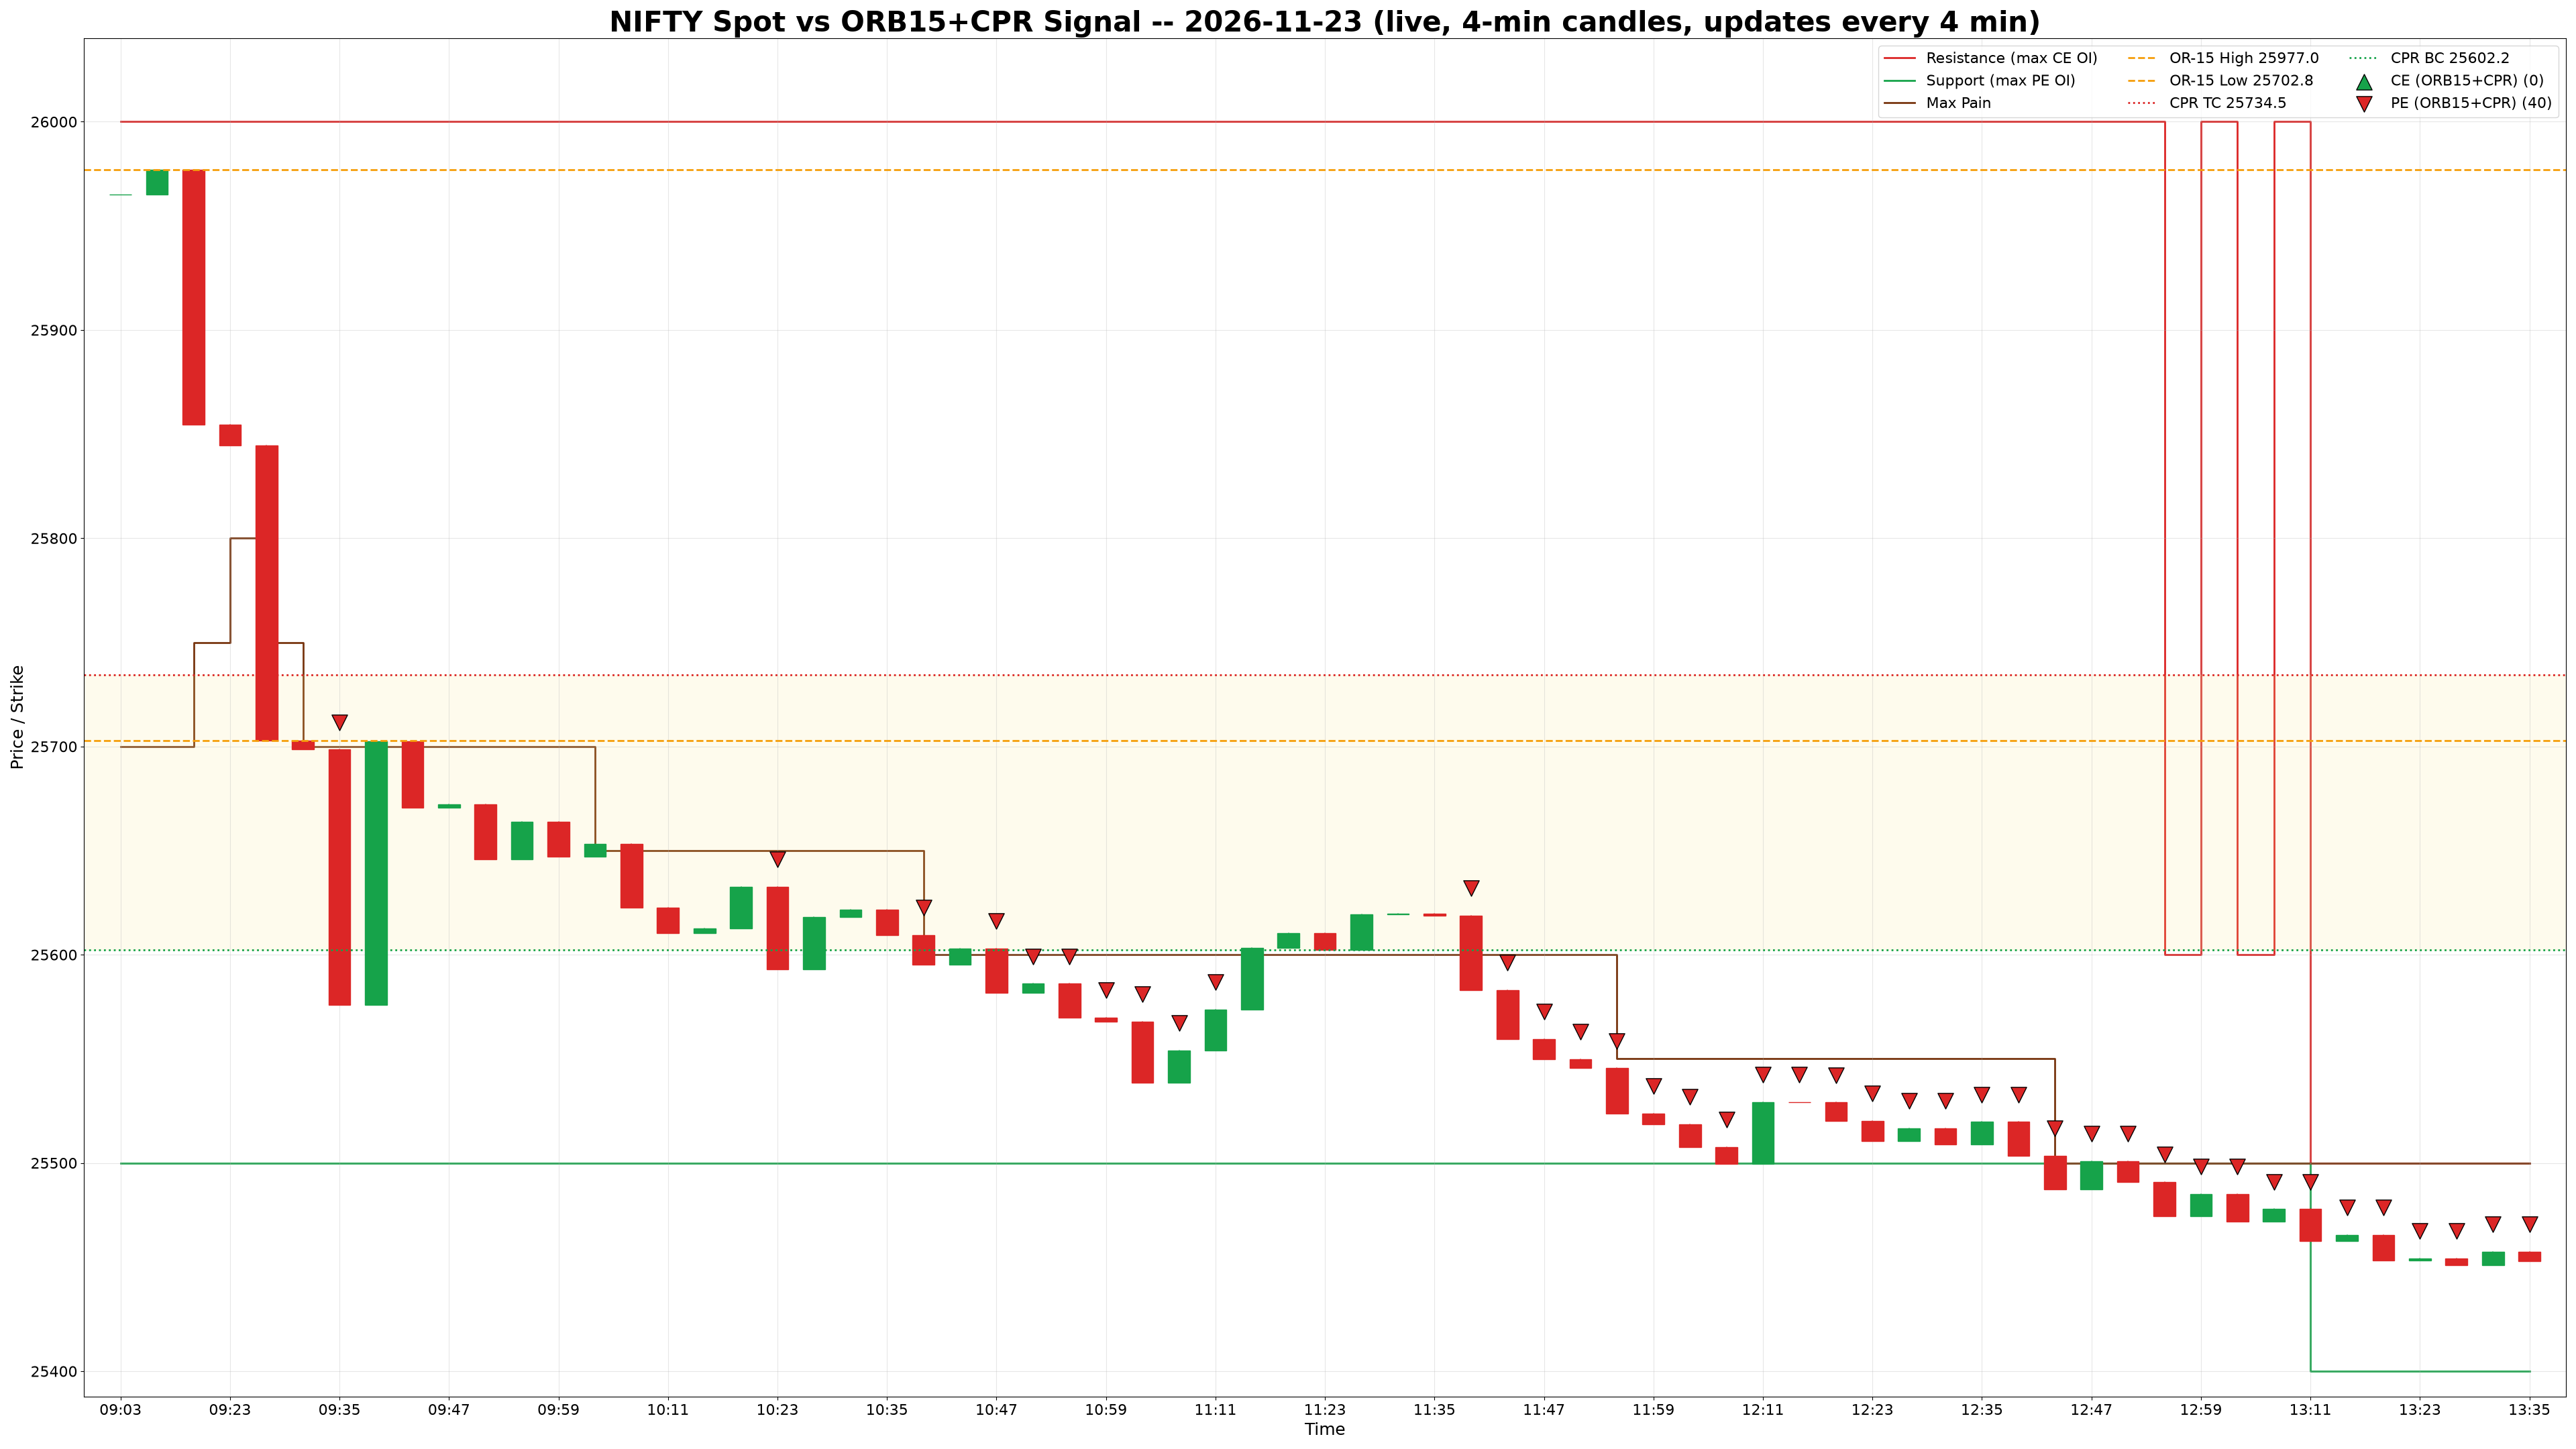 NIFTY Spot vs ORB15+CPR Signal -- 2026-11-23 (live, 4-min candles, updates every 4 min)
Resistance (max CE OI)
Support (max PE OI)
Max Pain
OR-15 High 25977.0
OR-15 Low 25702.8
CPR TC 25734.5
CPR BC 25602.2
CE (ORB15+CPR) (0)
PE (ORB15+CPR) (40)
Price / Strike
26000
25900
25800
25700
25600
25500
25400
09:03 09:23 09:35 09:47 09:59 10:11 10:23 10:35 10:47 10:59 11:11 11:23 11:35 11:47 11:59 12:11 12:23 12:35 12:47 12:59 13:11 13:23 13:35
Time